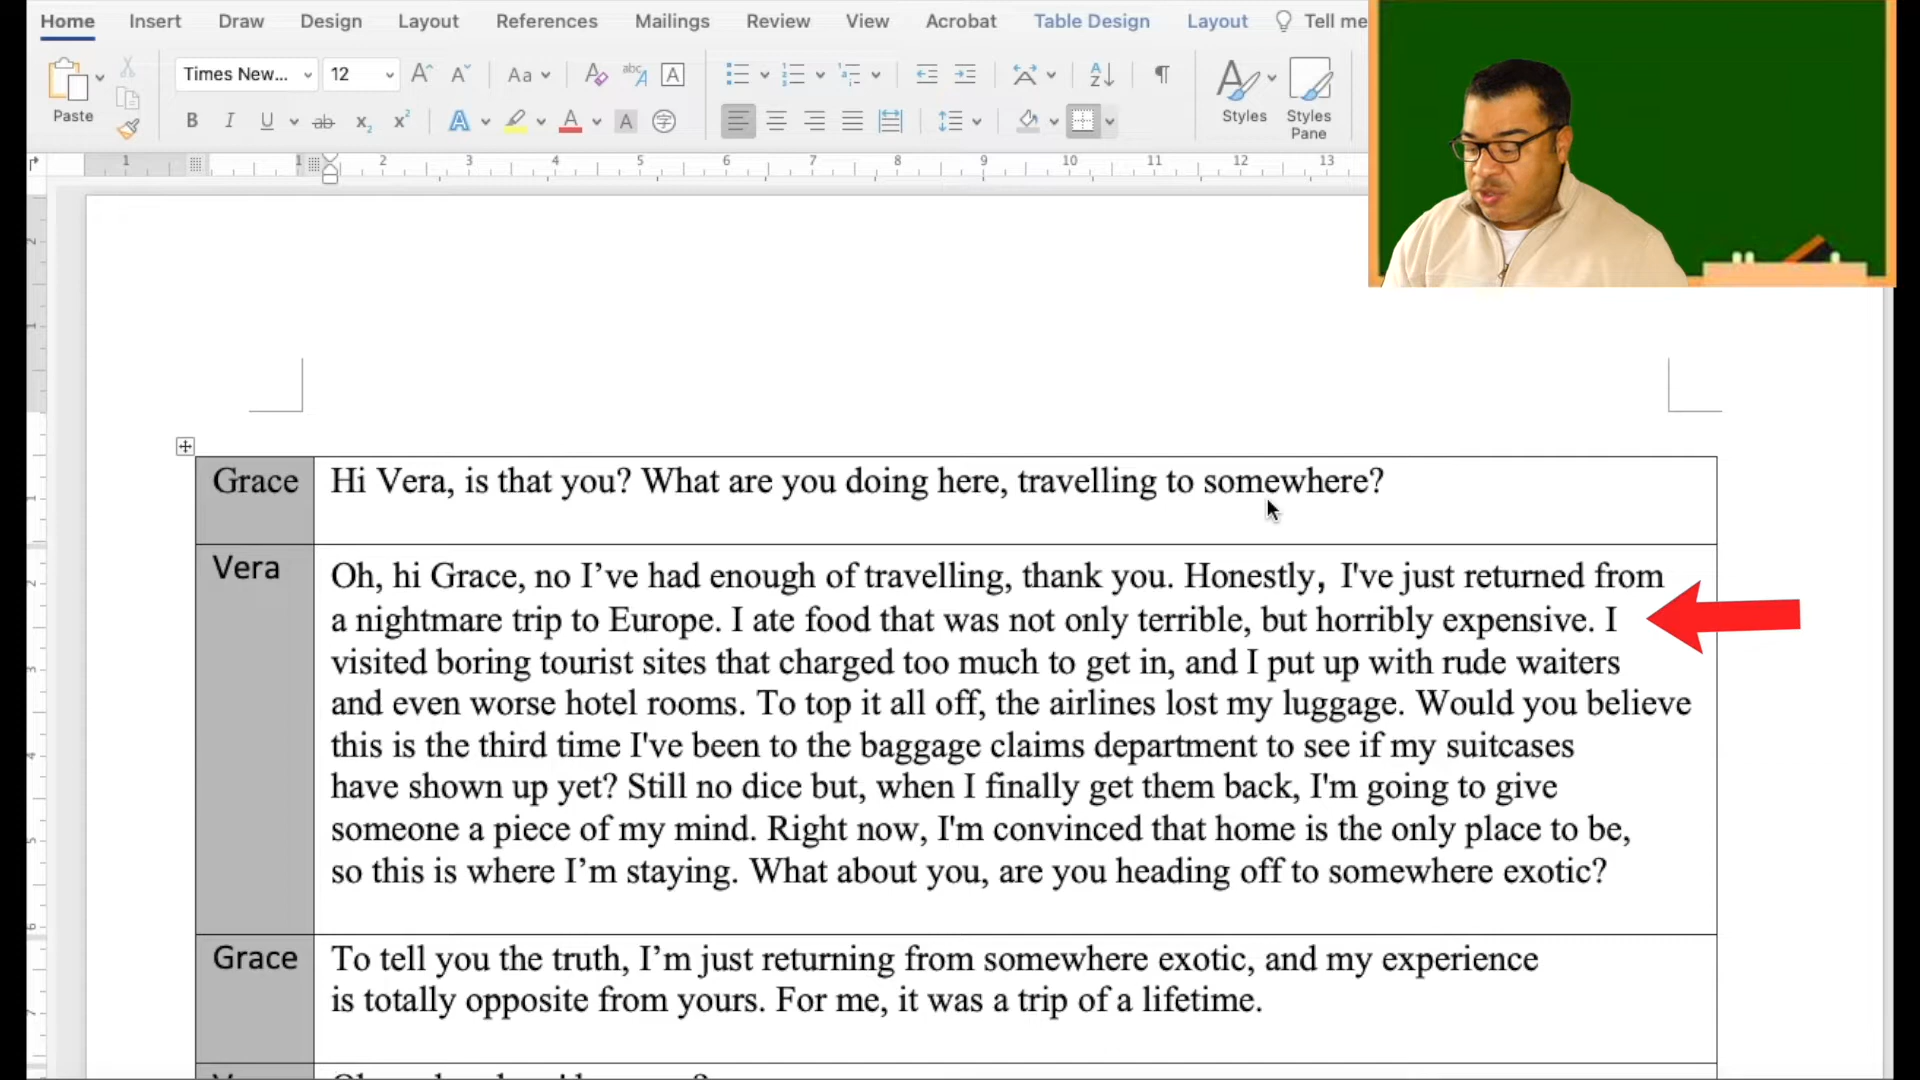 Home Insert Draw Design Layout References Mailings Review View Acrobat Table Design Layout Tell me
Times New... 12
Paste
Styles
Styles Pane
Grace
Hi Vera, is that you? What are you doing here, travelling to somewhere?
Vera
Oh, hi Grace, no I’ve had enough of travelling, thank you. Honestly, I've just returned from
a nightmare trip to Europe. I ate food that was not only terrible, but horribly expensive. I
visited boring tourist sites that charged too much to get in, and I put up with rude waiters
and even worse hotel rooms. To top it all off, the airlines lost my luggage. Would you believe
this is the third time I've been to the baggage claims department to see if my suitcases
have shown up yet? Still no dice but, when I finally get them back, I'm going to give
someone a piece of my mind. Right now, I'm convinced that home is the only place to be,
so this is where I’m staying. What about you, are you heading off to somewhere exotic?
Grace
To tell you the truth, I’m just returning from somewhere exotic, and my experience
is totally opposite from yours. For me, it was a trip of a lifetime.